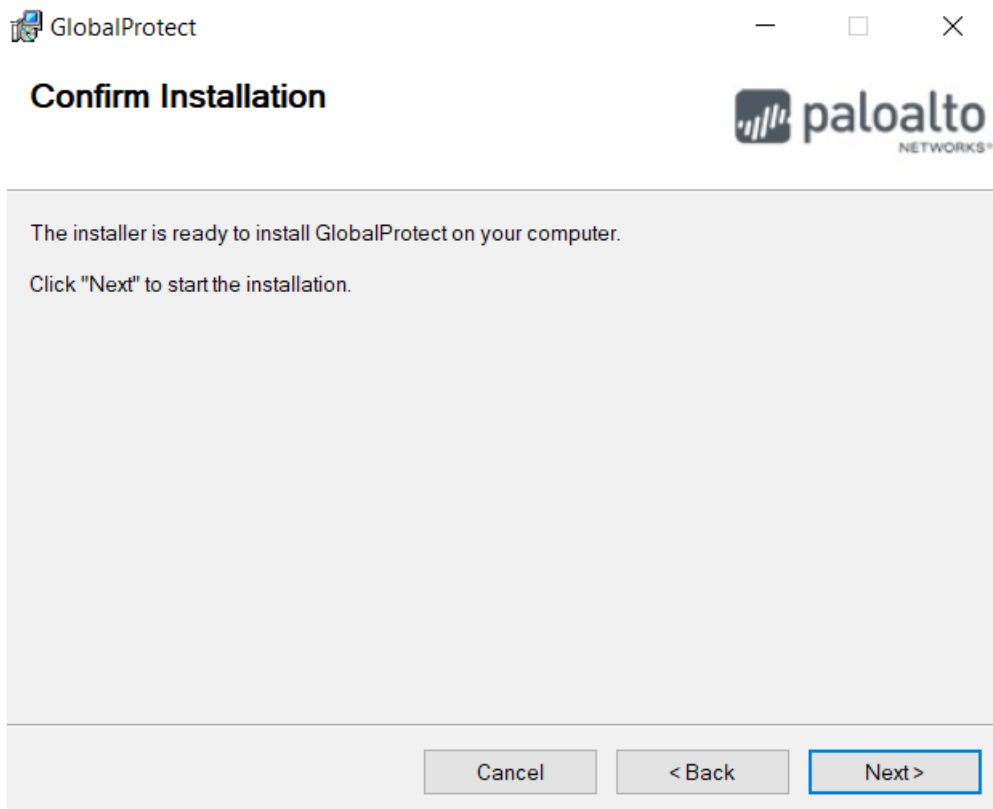 GlobalProtect
Confirm Installation
paloalto
NETWORKS®
The installer is ready to install GlobalProtect on your computer.
Click "Next" to start the installation.
Cancel
< Back
Next >